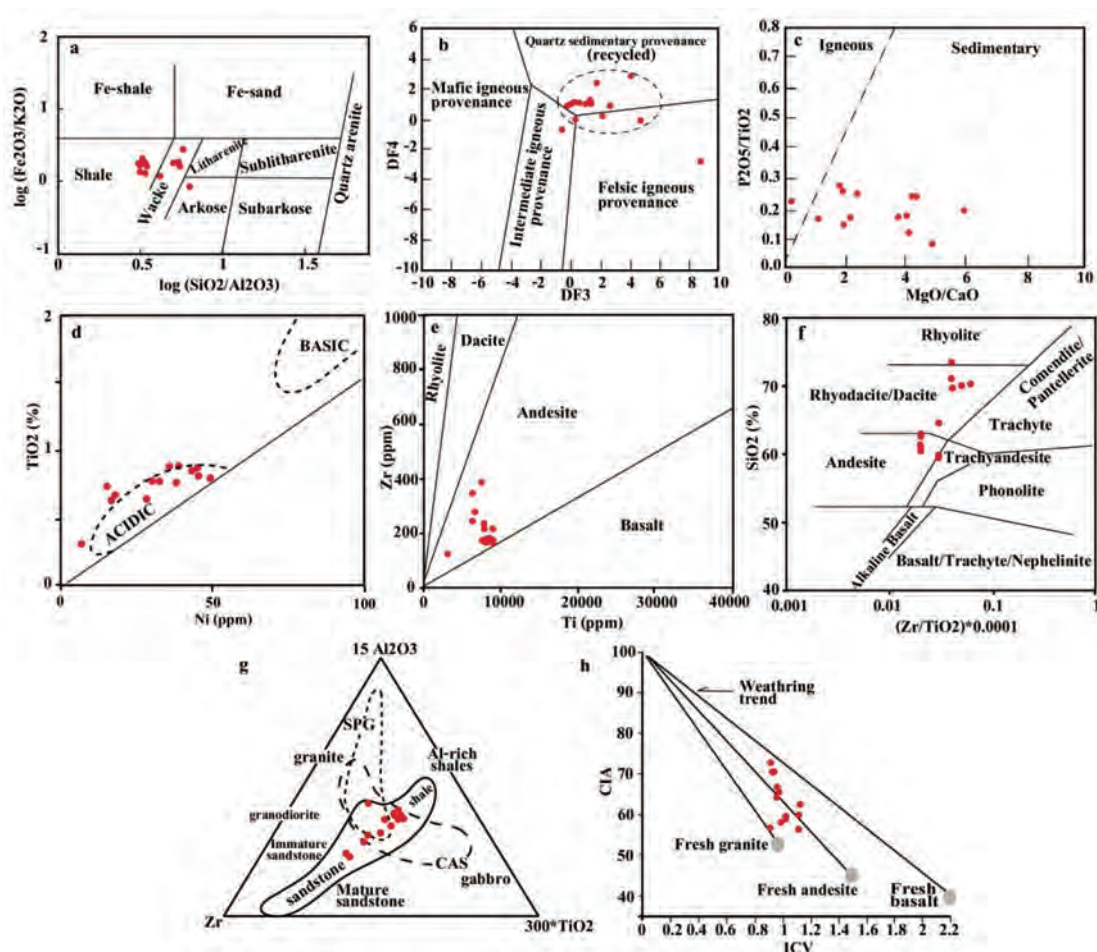 a
2
1
0
-1
0
0.5
1
1.5
log (Fe2O3/K2O)
log (SiO2/Al2O3)
Fe-shale
Fe-sand
Shale
Wacke
Litharenite
Sublitharenite
Arkose
Subarkose
Quartz arenite
b
6
4
2
0
-2
-4
-6
-8
-10
-10 -8 -6 -4 -2 0 2 4 6 8 10
DF4
DF3
Quartz sedimentary provenance
(recycled)
Mafic igneous
provenance
Intermediate igneous
provenance
Felsic igneous
provenance
c
0.8
0.7
0.6
0.5
0.4
0.3
0.2
0.1
0.0
0 2 4 6 8 10
P2O5/TiO2
MgO/CaO
Igneous
Sedimentary
d
2
1
0
0 50 100
TiO2 (%)
Ni (ppm)
BASIC
ACIDIC
e
1000
800
600
400
200
0
0 10000 20000 30000 40000
Zr (ppm)
Ti (ppm)
Rhyolite
Dacite
Andesite
Basalt
f
80
70
60
50
40
0.001 0.01 0.1 1
SiO2 (%)
(Zr/TiO2)*0.0001
Rhyolite
Rhyodacite/Dacite
Comendite/
Pantellerite
Trachyte
Andesite
Trachyandesite
Phonolite
Alkaline Basalt
Basalt/Trachyte/Nephelinite
g
15 Al2O3
SPG
granite
Al-rich
shales
shale
granodiorite
Immature
sandstone
sandstone
CAS
gabbro
Mature
sandstone
Zr
300*TiO2
h
100
90
80
70
60
50
40
0 0.2 0.4 0.6 0.8 1 1.2 1.4 1.6 2 2.2
CIA
ICV
Weathring
trend
Fresh granite
Fresh andesite
Fresh
basalt